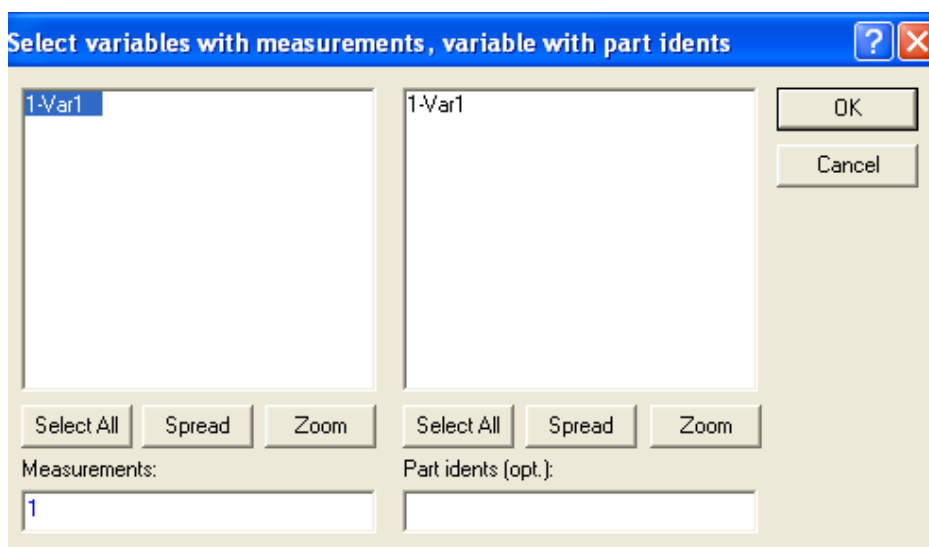 Select variables with measurements, variable with part idents
?
1-Var1
1-Var1
OK
Cancel
Select All
Spread
Zoom
Select All
Spread
Zoom
Measurements:
Part idents (opt.):
1